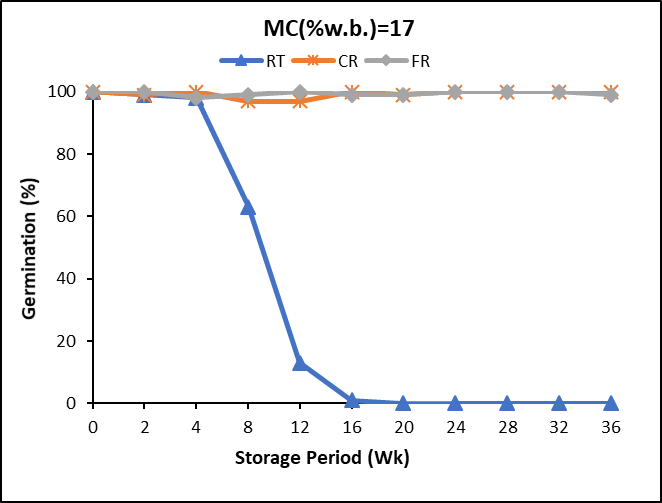 MC(%w.b.)=17
RT CR FR
100
80
60
40
20
0
Germination (%)
0 2 4 8 12 16 20 24 28 32 36
Storage Period (Wk)